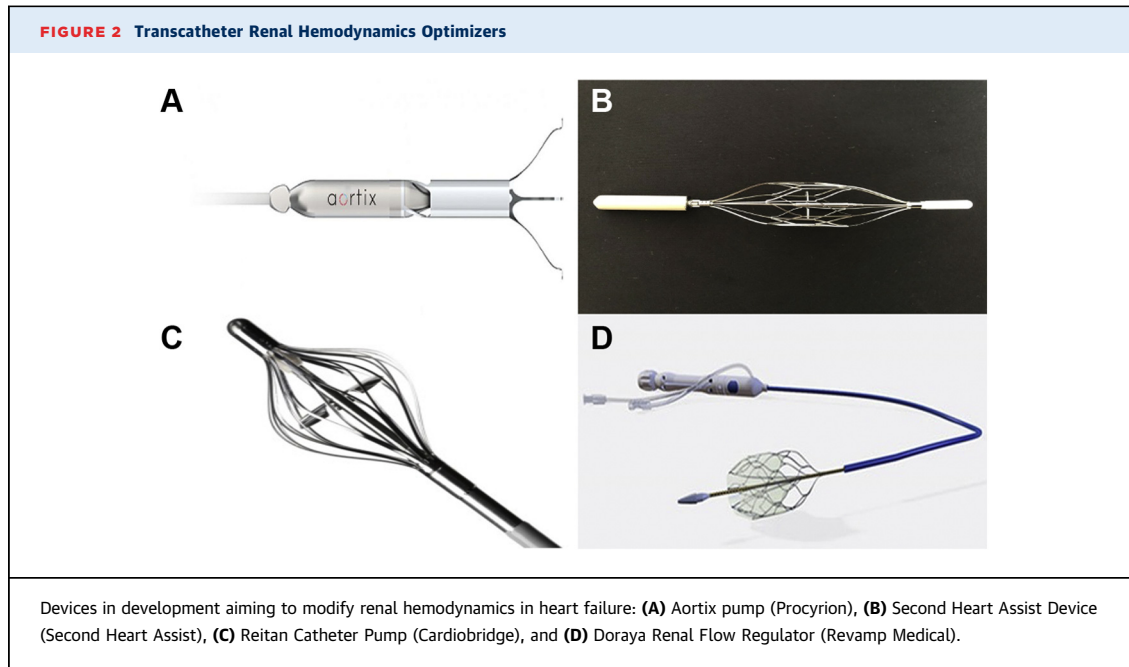 FIGURE 2 Transcatheter Renal Hemodynamics Optimizers
A
B
aortix
C
D
Devices in development aiming to modify renal hemodynamics in heart failure: (A) Aortix pump (Procyrion), (B) Second Heart Assist Device
(Second Heart Assist), (C) Reitan Catheter Pump (Cardiobridge), and (D) Doraya Renal Flow Regulator (Revamp Medical).